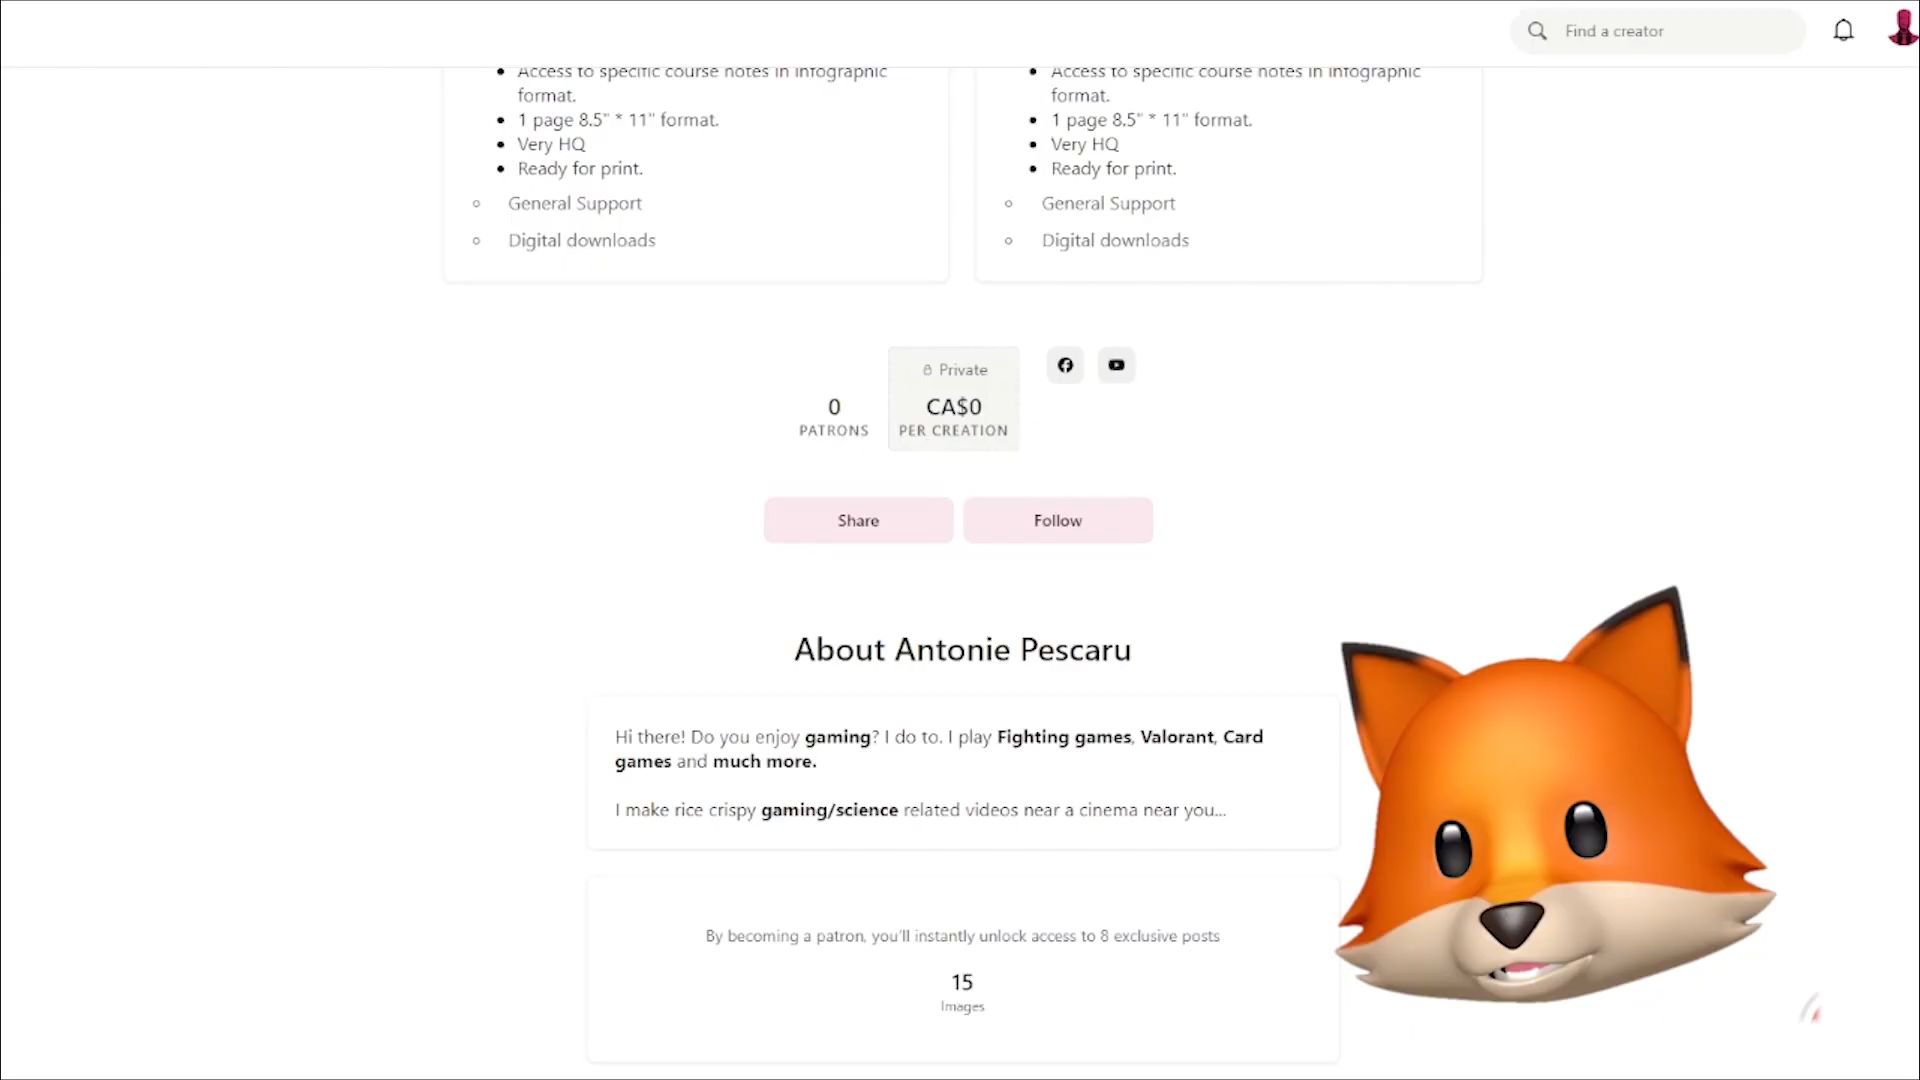 Find a creator
Access to specific course notes in infographic
format.
1 page 8.5" * 11" format.
Very HQ
Ready for print.
General Support
Digital downloads
Access to specific course notes in infographic
format.
1 page 8.5" * 11" format.
Very HQ
Ready for print.
General Support
Digital downloads
0
PATRONS
Private
CA$0
PER CREATION
Share
Follow
About Antonie Pescaru
Hi there! Do you enjoy gaming? I do to. I play Fighting games, Valorant, Card
games and much more.
I make rice crispy gaming/science related videos near a cinema near you...
By becoming a patron, you'll instantly unlock access to 8 exclusive posts
15
Images